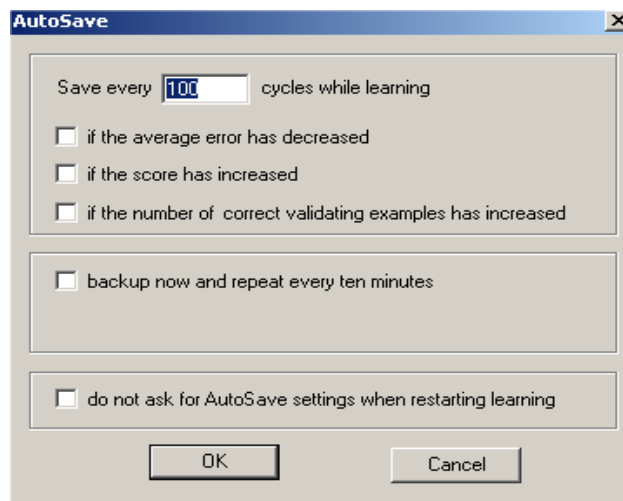 AutoSave
Save every 100 cycles while learning
if the average error has decreased
if the score has increased
if the number of correct validating examples has increased
backup now and repeat every ten minutes
do not ask for AutoSave settings when restarting learning
OK Cancel